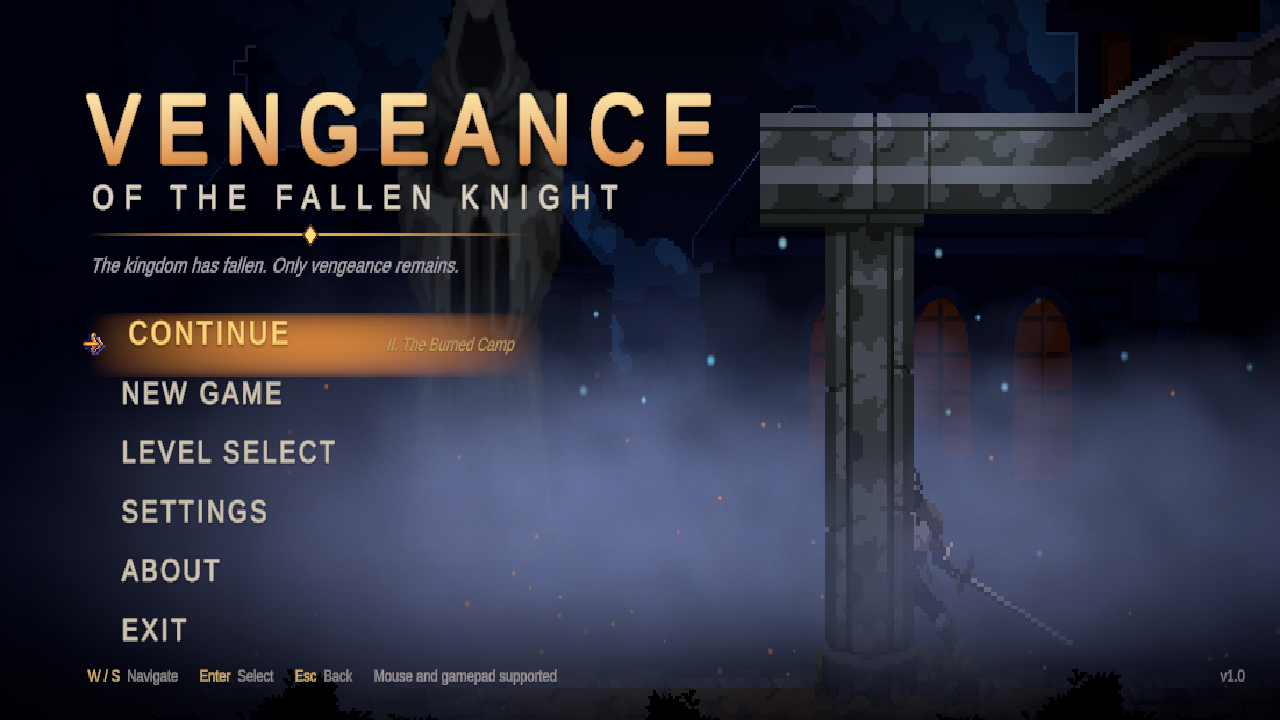 VENGEANCE
OF THE FALLEN KNIGHT
The kingdom has fallen. Only vengeance remains.
CONTINUE II. The Burned Camp
NEW GAME
LEVEL SELECT
SETTINGS
ABOUT
EXIT
W / S Navigate Enter Select Esc Back Mouse and gamepad supported v1.0